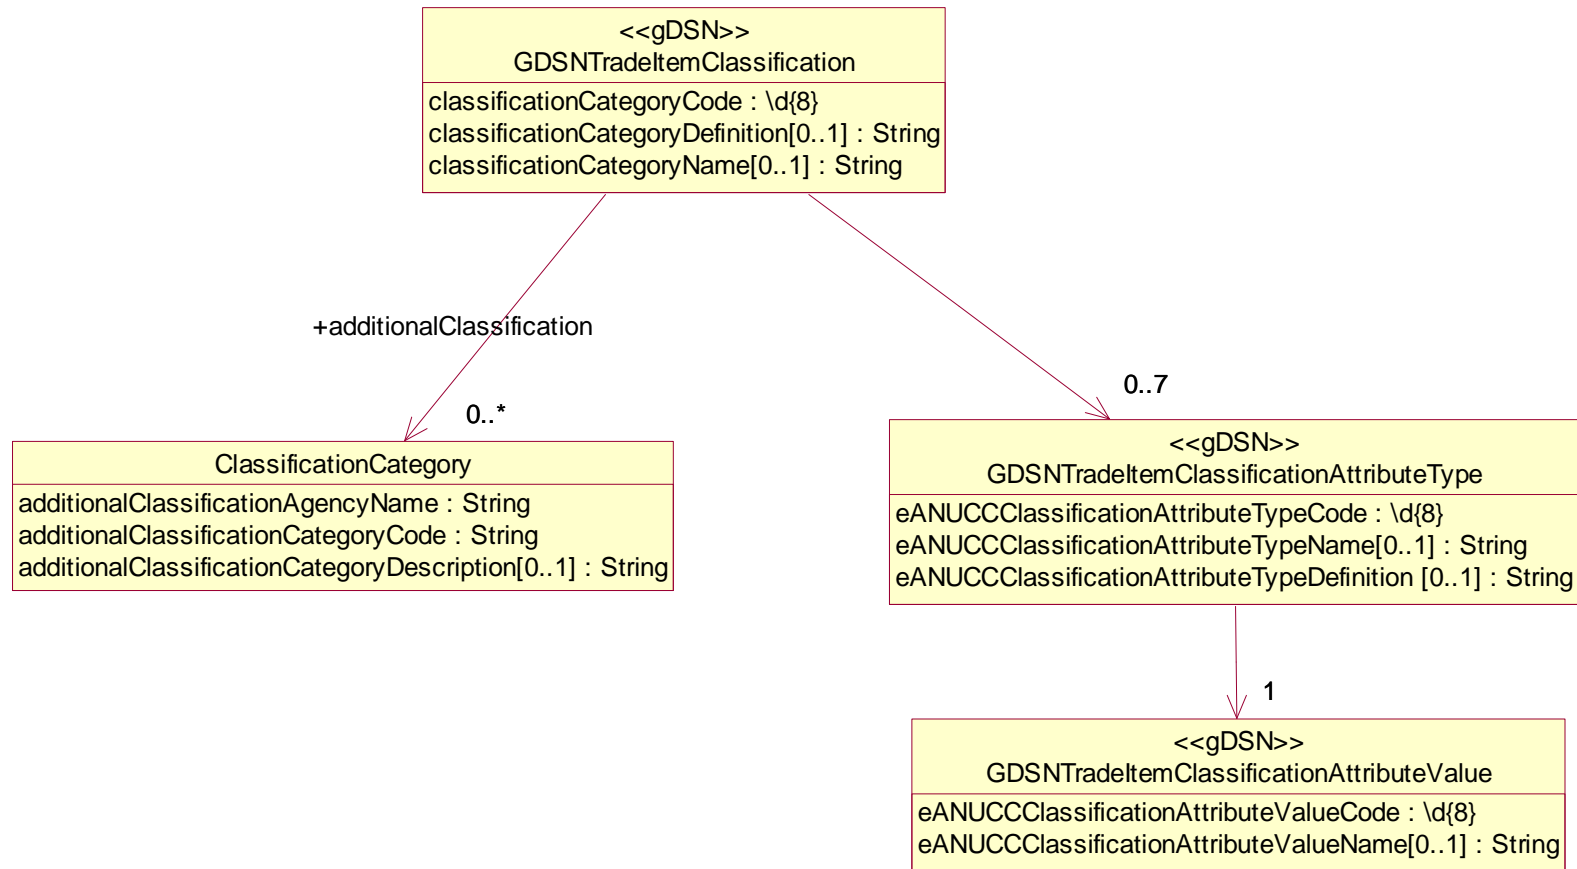 <<gDSN>>
GDSNTradeItemClassification
classificationCategoryCode : \d{8}
classificationCategoryDefinition[0..1] : String
classificationCategoryName[0..1] : String
+additionalClassification
0..*
0..7
ClassificationCategory
additionalClassificationAgencyName : String
additionalClassificationCategoryCode : String
additionalClassificationCategoryDescription[0..1] : String
<<gDSN>>
GDSNTradeItemClassificationAttributeType
eANUCCClassificationAttributeTypeCode : \d{8}
eANUCCClassificationAttributeTypeName[0..1] : String
eANUCCClassificationAttributeTypeDefinition [0..1] : String
1
<<gDSN>>
GDSNTradeItemClassificationAttributeValue
eANUCCClassificationAttributeValueCode : \d{8}
eANUCCClassificationAttributeValueName[0..1] : String